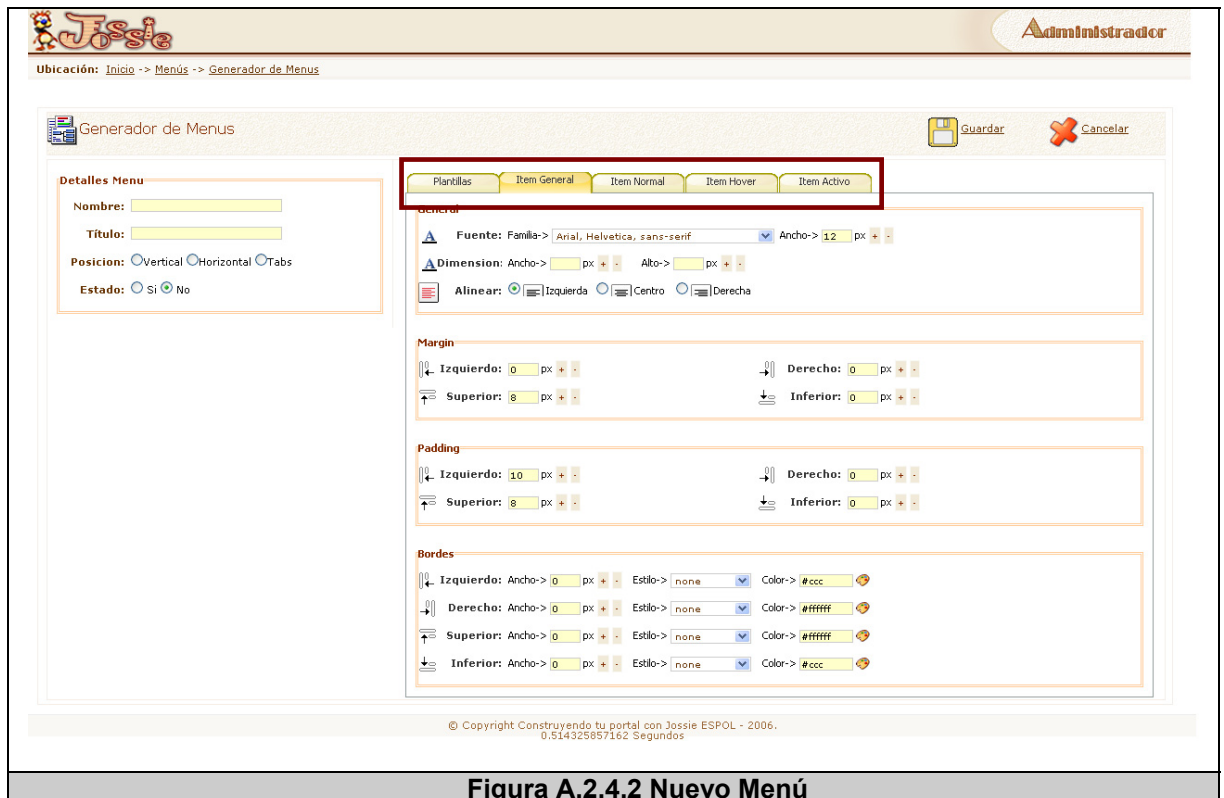 Jossie
Administrador
Ubicación: Inicio -> Menús -> Generador de Menus
Generador de Menus
Guardar
Cancelar
Detalles Menu
Nombre:
Título:
Posicion: Vertical Horizontal Tabs
Estado: Si No
Plantillas Item General Item Normal Item Hover Item Activo
General
A Fuente: Familia-> Arial, Helvetica, sans-serif Ancho-> 12 px + -
A Dimension: Ancho-> px + - Alto-> px + -
Alinear: Izquierda Centro Derecha
Margin
Izquierdo: 0 px + - Derecho: 0 px + -
Superior: 8 px + - Inferior: 0 px + -
Padding
Izquierdo: 10 px + - Derecho: 0 px + -
Superior: 8 px + - Inferior: 0 px + -
Bordes
Izquierdo: Ancho-> 0 px + - Estilo-> none Color-> #ccc
Derecho: Ancho-> 0 px + - Estilo-> none Color-> #ffffff
Superior: Ancho-> 0 px + - Estilo-> none Color-> #ffffff
Inferior: Ancho-> 0 px + - Estilo-> none Color-> #ccc
© Copyright Construyendo tu portal con Jossie ESPOL - 2006.
0.514325857162 Segundos
Figura A.2.4.2 Nuevo Menú